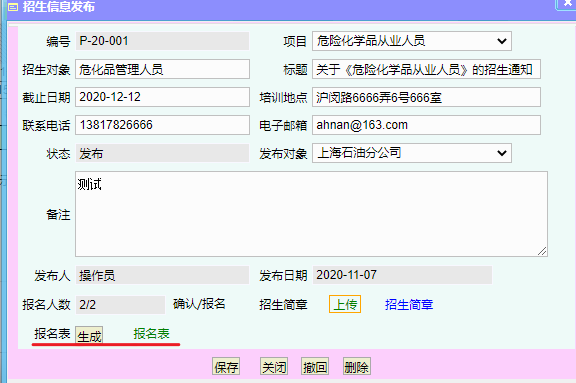 招生信息发布
编号 P-20-001 项目 危险化学品从业人员
招生对象 危化品管理人员 标题 关于《危险化学品从业人员》的招生通知
截止日期 2020-12-12 培训地点 沪闵路6666弄6号666室
联系电话 13817826666 电子邮箱 ahnan@163.com
状态 发布 发布对象 上海石油分公司
备注 测试
发布人 操作员 发布日期 2020-11-07
报名人数 2/2 确认/报名 招生简章 上传 招生简章
报名表 生成 报名表
保存 关闭 撤回 删除